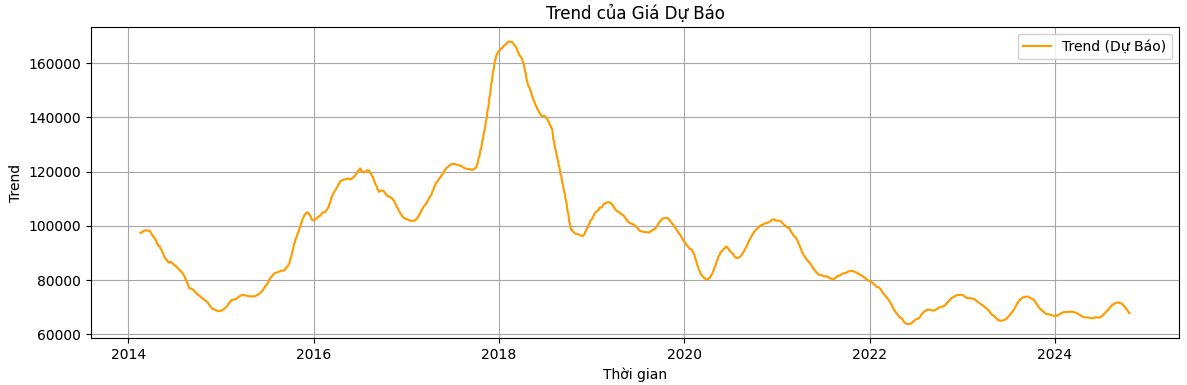 Trend của Giá Dự Báo
Trend (Dự Báo)
160000
140000
120000
100000
80000
60000
Trend
2014 2016 2018 2020 2022 2024
Thời gian